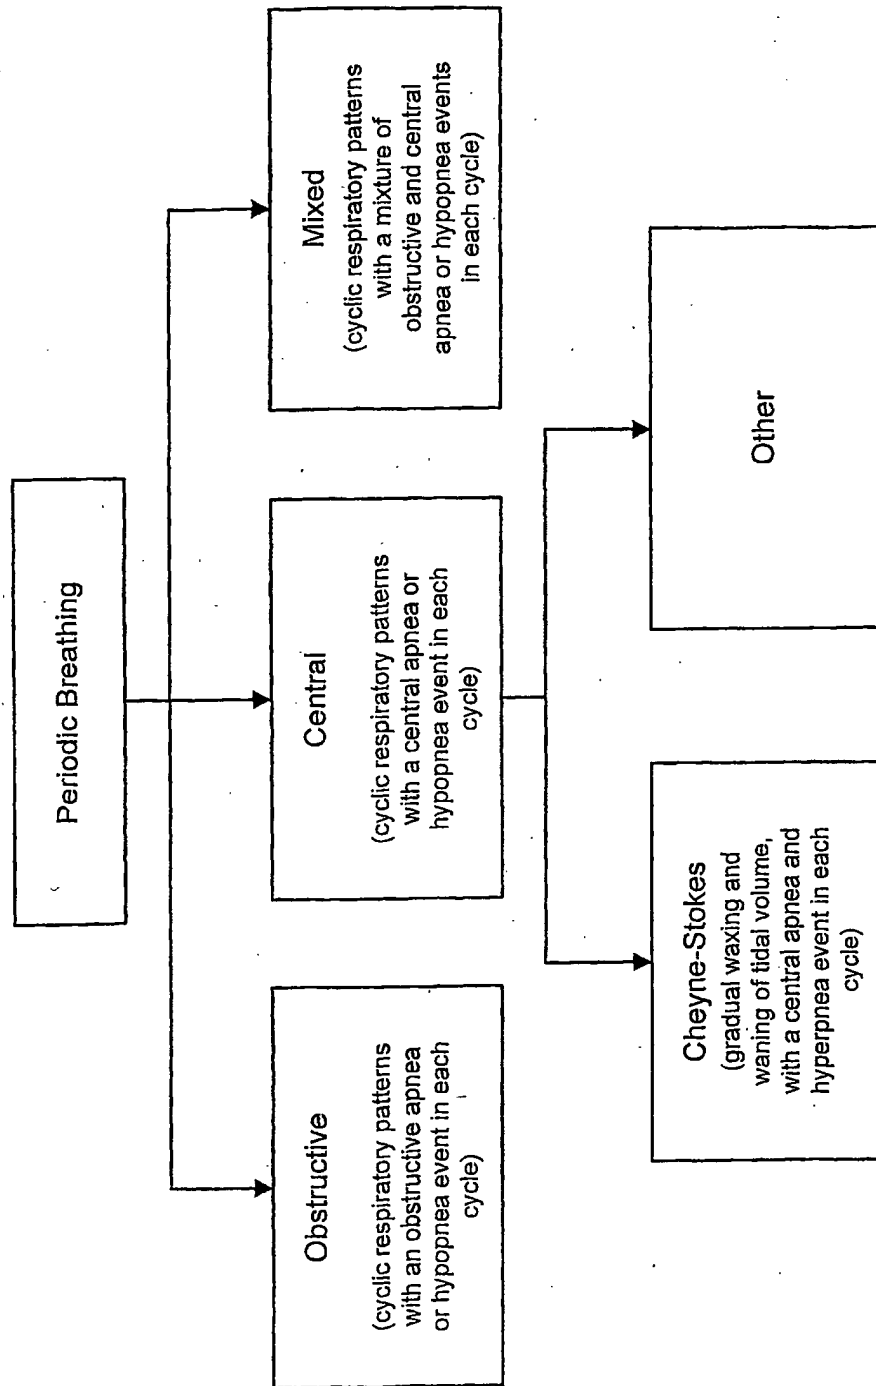 Periodic Breathing
Obstructive
(cyclic respiratory patterns
with an obstructive apnea
or hypopnea event in each
cycle)
Central
(cyclic respiratory patterns
with a central apnea or
hypopnea event in each
cycle)
Mixed
(cyclic respiratory patterns
with a mixture of
obstructive and central
apnea or hypopnea events
in each cycle)
Cheyne-Stokes
(gradual waxing and
waning of tidal volume,
with a central apnea and
hyperpnea event in each
cycle)
Other